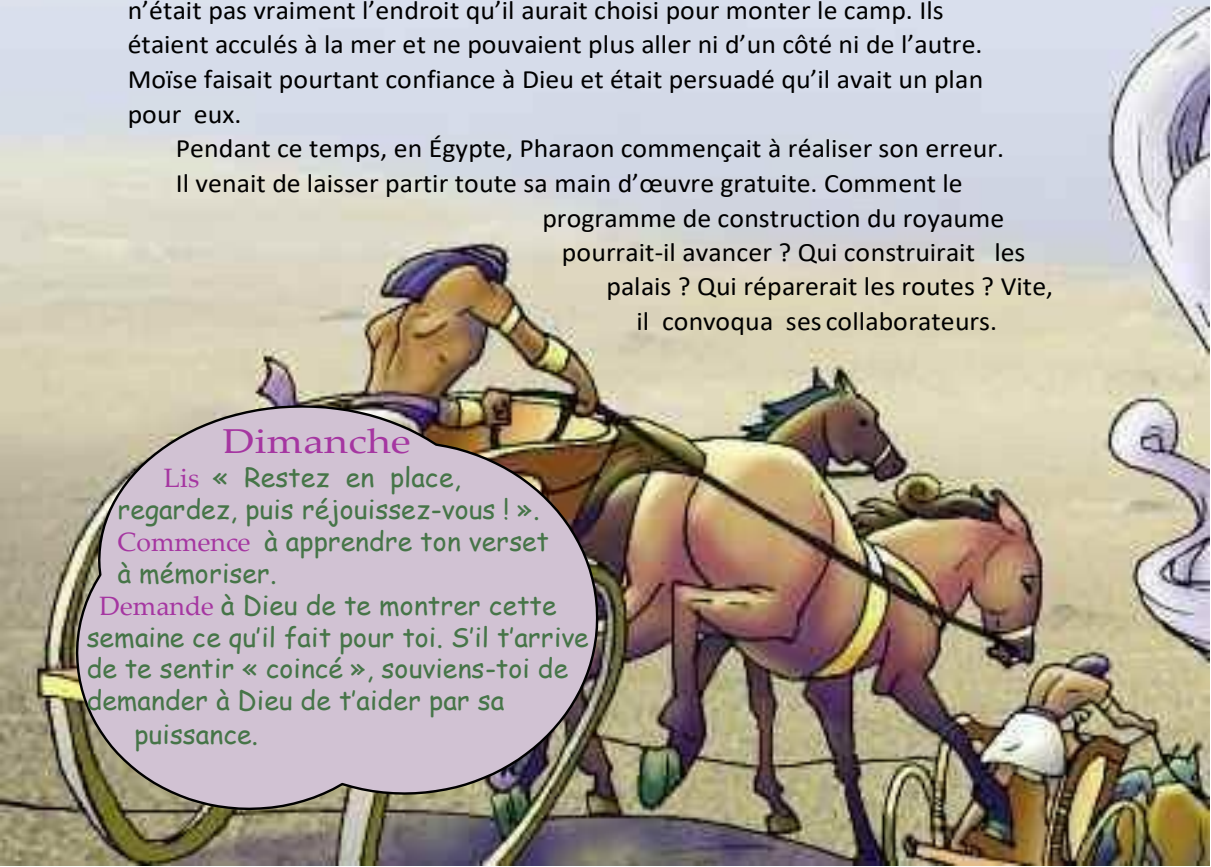 n’était pas vraiment l’endroit qu’il aurait choisi pour monter le camp. Ils
étaient acculés à la mer et ne pouvaient plus aller ni d’un côté ni de l’autre.
Moïse faisait pourtant confiance à Dieu et était persuadé qu’il avait un plan
pour eux.
Pendant ce temps, en Égypte, Pharaon commençait à réaliser son erreur.
Il venait de laisser partir toute sa main d’œuvre gratuite. Comment le
programme de construction du royaume
pourrait-il avancer ? Qui construirait les
palais ? Qui réparerait les routes ? Vite,
il convoqua ses collaborateurs.
Dimanche
Lis « Restez en place,
regardez, puis réjouissez-vous ! ».
Commence à apprendre ton verset
à mémoriser.
Demande à Dieu de te montrer cette
semaine ce qu’il fait pour toi. S’il t’arrive
de te sentir « coincé », souviens-toi de
demander à Dieu de t’aider par sa
puissance.